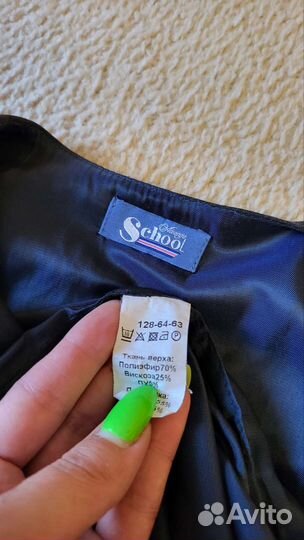 School
128-64-63
Ткань верха:
ПолиэФир70%
Вискоза25%
ПУ5%
Avito